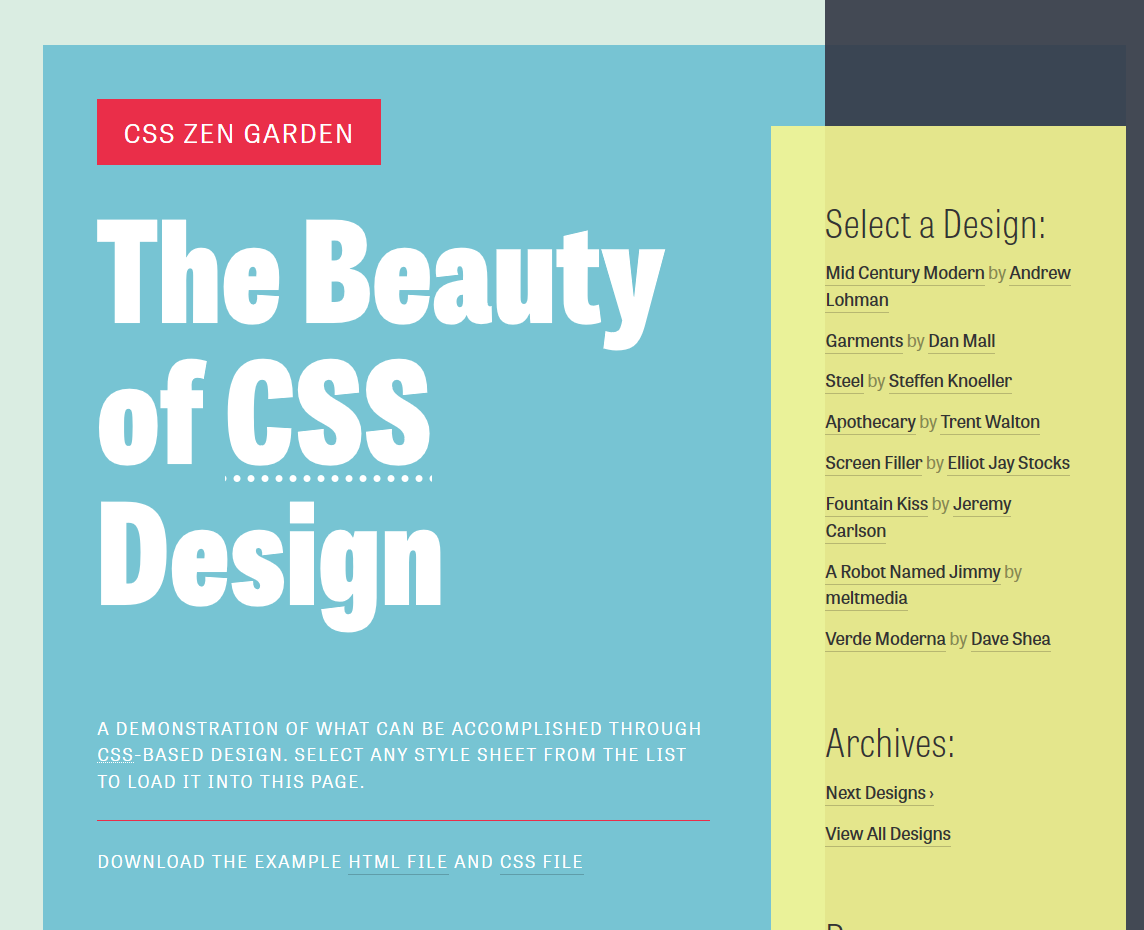 CSS ZEN GARDEN
The Beauty
of CSS
Design
A DEMONSTRATION OF WHAT CAN BE ACCOMPLISHED THROUGH
CSS-BASED DESIGN. SELECT ANY STYLE SHEET FROM THE LIST
TO LOAD IT INTO THIS PAGE.
DOWNLOAD THE EXAMPLE HTML FILE AND CSS FILE
Select a Design:
Mid Century Modern by Andrew
Lohman
Garments by Dan Mall
Steel by Steffen Knoeller
Apothecary by Trent Walton
Screen Filler by Elliot Jay Stocks
Fountain Kiss by Jeremy
Carlson
A Robot Named Jimmy by
meltmedia
Verde Moderna by Dave Shea
Archives:
Next Designs ›
View All Designs